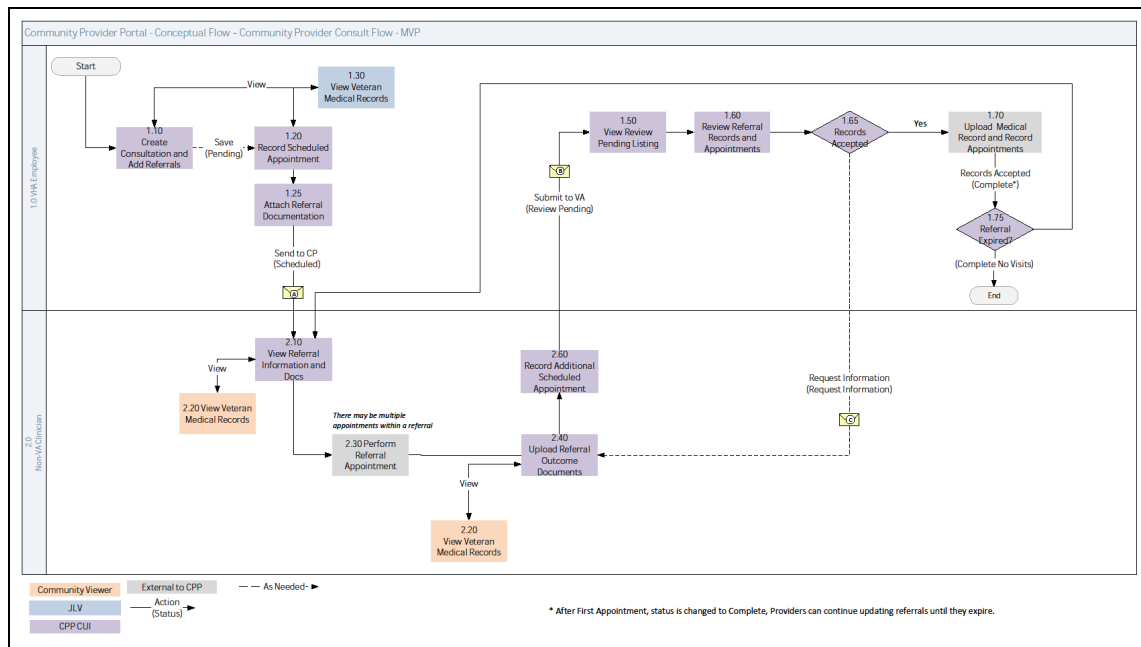 Community Provider Portal - Conceptual Flow – Community Provider Consult Flow - MVP
1.0 VHA Employee
Start
View
1.30
View Veteran
Medical Records
1.10
Create
Consultation and
Add Referrals
Save
(Pending)
1.20
Record Scheduled
Appointment
1.25
Attach Referral
Documentation
Send to CP
(Scheduled)
A
1.50
View Review
Pending Listing
1.60
Review Referral
Records and
Appointments
1.65
Records
Accepted
Yes
1.70
Upload Medical
Record and Record
Appointments
B
Submit to VA
(Review Pending)
Records Accepted
(Complete*)
1.75
Referral
Expired?
(Complete No Visits)
End
2.0
Non-VA Clinician
2.10
View Referral
Information and
Docs
View
2.20 View Veteran
Medical Records
There may be multiple
appointments within a referral
2.30 Perform
Referral
Appointment
2.60
Record Additional
Scheduled
Appointment
2.40
Upload Referral
Outcome
Documents
View
2.20
View Veteran
Medical Records
Request Information
(Request Information)
C
Community Viewer
External to CPP
As Needed
JLV
Action
(Status)
CPP CUI
* After First Appointment, status is changed to Complete, Providers can continue updating referrals until they expire.